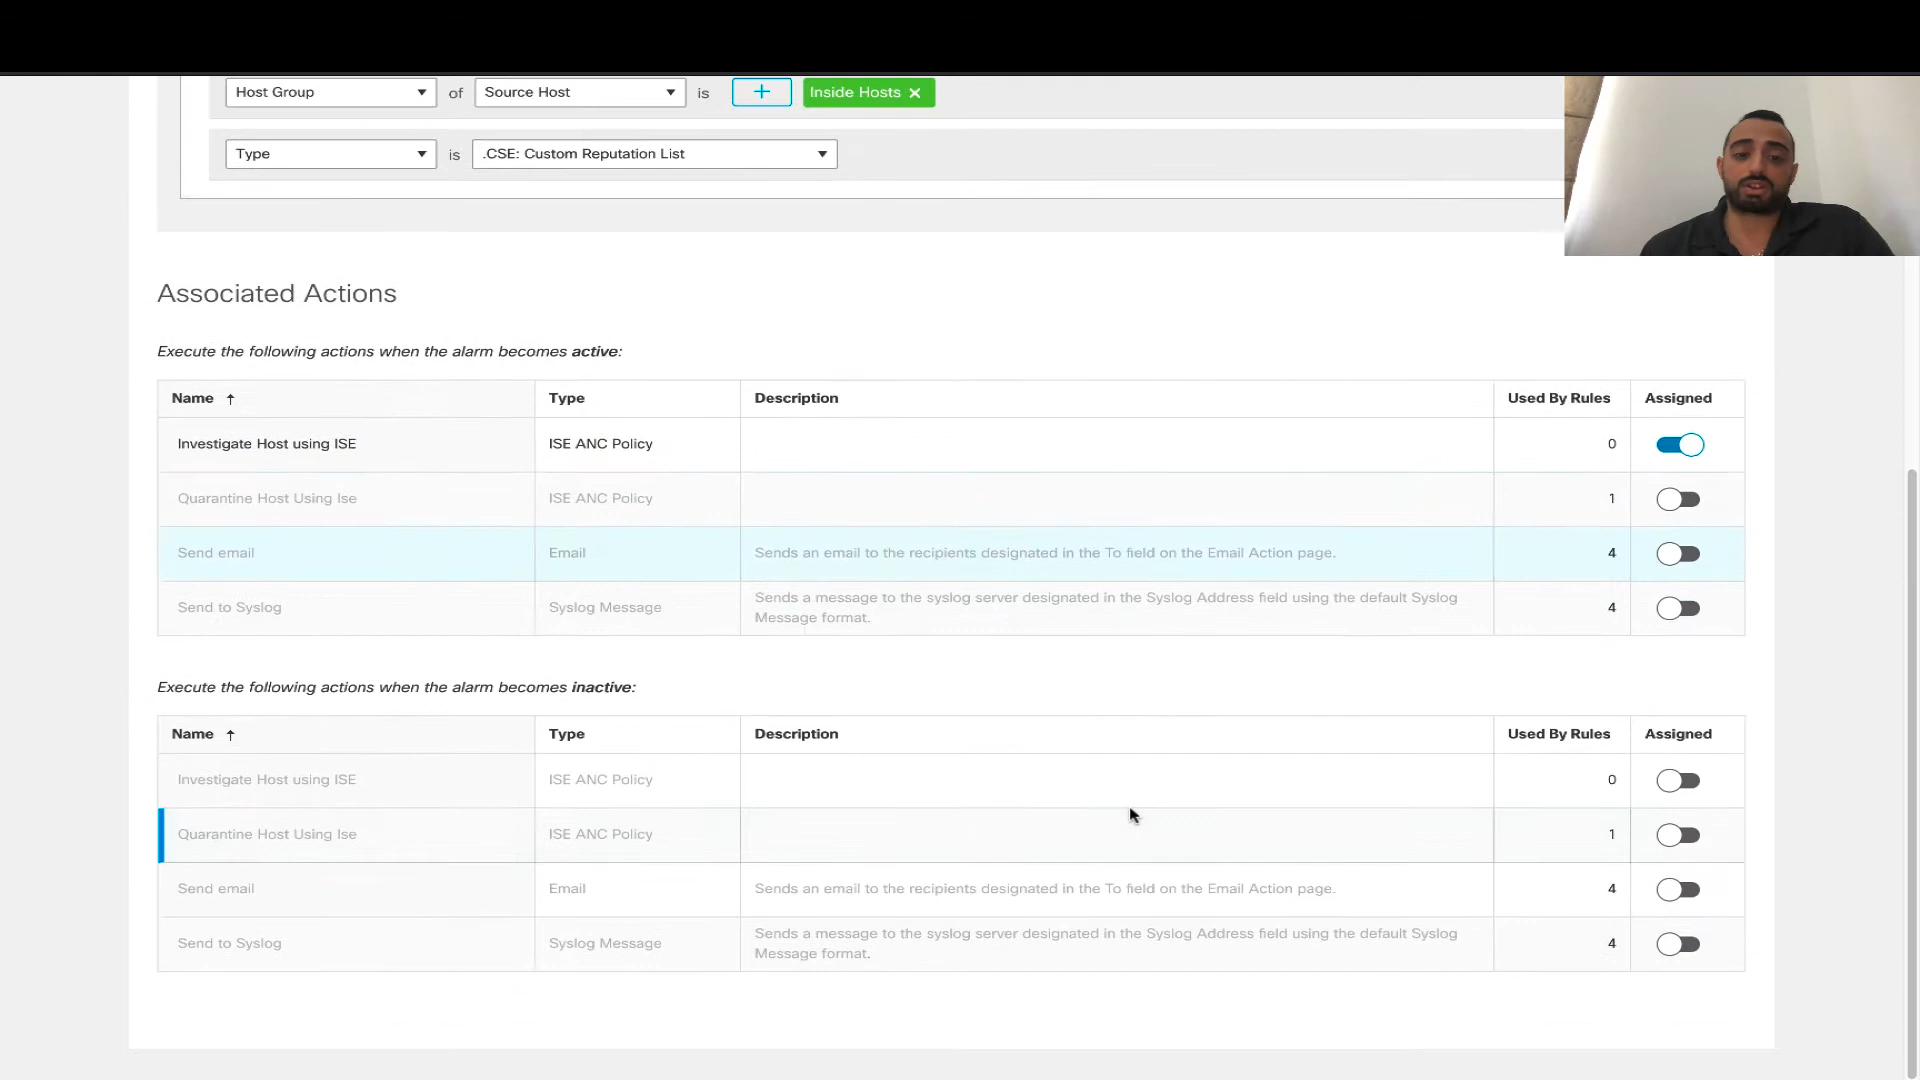 Host Group of Source Host is + Inside Hosts ×
Type is .CSE: Custom Reputation List
Associated Actions
Execute the following actions when the alarm becomes active:
Name ↑ Type Description Used By Rules Assigned
Investigate Host using ISE ISE ANC Policy 0
Quarantine Host Using Ise ISE ANC Policy 1
Send email Email Sends an email to the recipients designated in the To field on the Email Action page. 4
Send to Syslog Syslog Message Sends a message to the syslog server designated in the Syslog Address field using the default Syslog 4
Message format.
Execute the following actions when the alarm becomes inactive:
Name ↑ Type Description Used By Rules Assigned
Investigate Host using ISE ISE ANC Policy 0
Quarantine Host Using Ise ISE ANC Policy 1
Send email Email Sends an email to the recipients designated in the To field on the Email Action page. 4
Send to Syslog Syslog Message Sends a message to the syslog server designated in the Syslog Address field using the default Syslog 4
Message format.